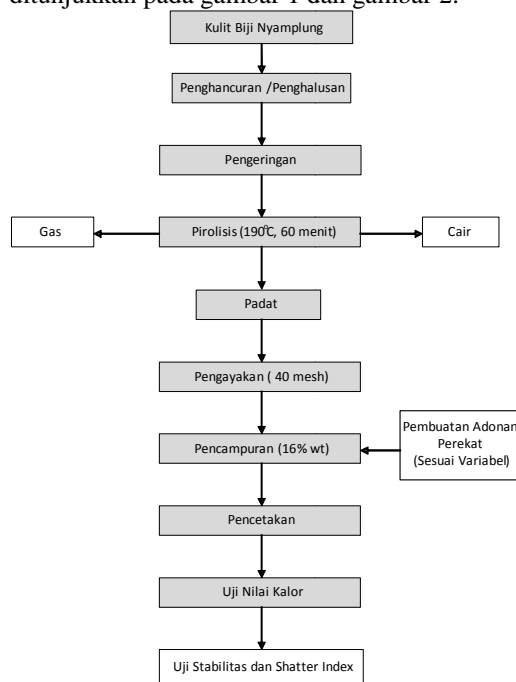 ditunjukkan pada gambar 1 dan gambar 2.
Kulit Biji Nyamplung
Penghancuran /Penghalusan
Pengeringan
Gas
Pirolisis (190°C, 60 menit)
Cair
Padat
Pengayakan ( 40 mesh)
Pencampuran (16% wt)
Pembuatan Adonan
Perekat
(Sesuai Variabel)
Pencetakan
Uji Nilai Kalor
Uji Stabilitas dan Shatter Index